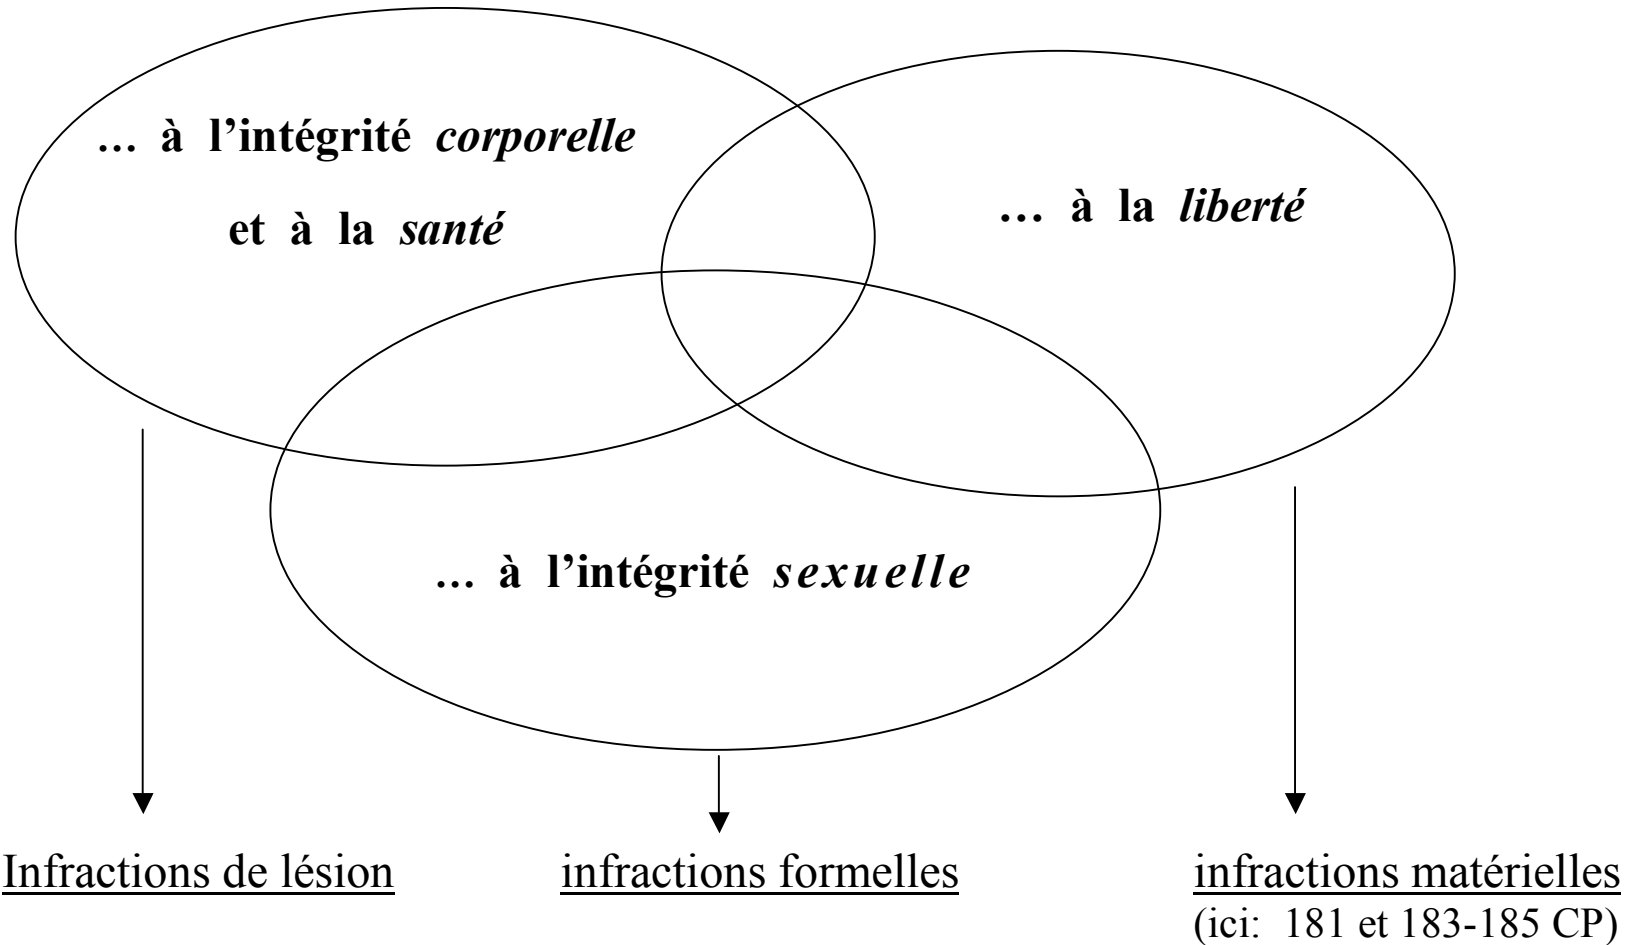 … à l’intégrité corporelle
et à la santé
… à la liberté
… à l’intégrité sexuelle
Infractions de lésion
infractions formelles
infractions matérielles
(ici: 181 et 183-185 CP)